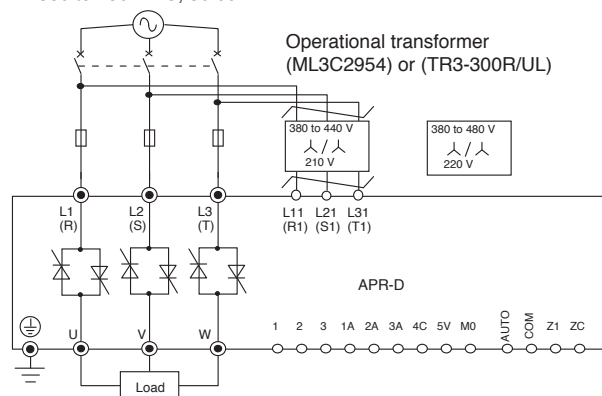 Operational transformer
(ML3C2954) or (TR3-300R/UL)
380 to 440 V
210 V
380 to 480 V
220 V
L1
(R)
L2
(S)
L3
(T)
L11
(R1)
L21
(S1)
L31
(T1)
APR-D
U
V
W
1 2 3 1A 2A 3A 4C 5V M0 AUTO COM Z1 ZC
Load